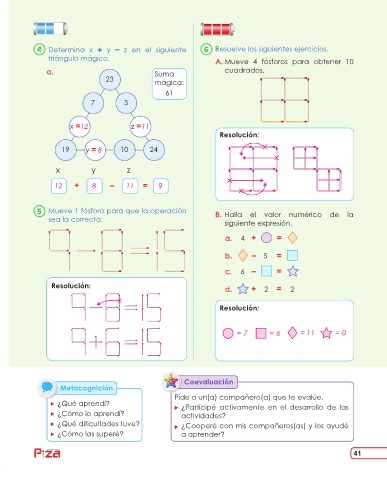 4 Determina x + y − z en el siguiente
triángulo mágico.
a.
Suma
mágica:
61
23
7 3
x = 12 z = 11
19 y = 8 10 24
x y z
12 + 8 − 11 = 9
5 Mueve 1 fósforo para que la operación
sea la correcta.
9 − 8 = 15
Resolución:
9 − 8 = 15
9 + 6 = 15
6 Resuelve los siguientes ejercicios.
A. Mueve 4 fósforos para obtener 10
cuadrados.
Resolución:
B. Halla el valor numérico de la
siguiente expresión.
a. 4 + =
b. − 5 =
c. 6 − =
d. + 2 = 2
Resolución:
= 7 = 6 = 11 = 0
Metacognición
¿Qué aprendí?
¿Cómo lo aprendí?
¿Qué dificultades tuve?
¿Cómo las superé?
Coevaluación
Pide a un(a) compañero(a) que te evalúe.
¿Participé activamente en el desarrollo de las
actividades?
¿Cooperé con mis compañeros(as) y los ayudé
a aprender?
41